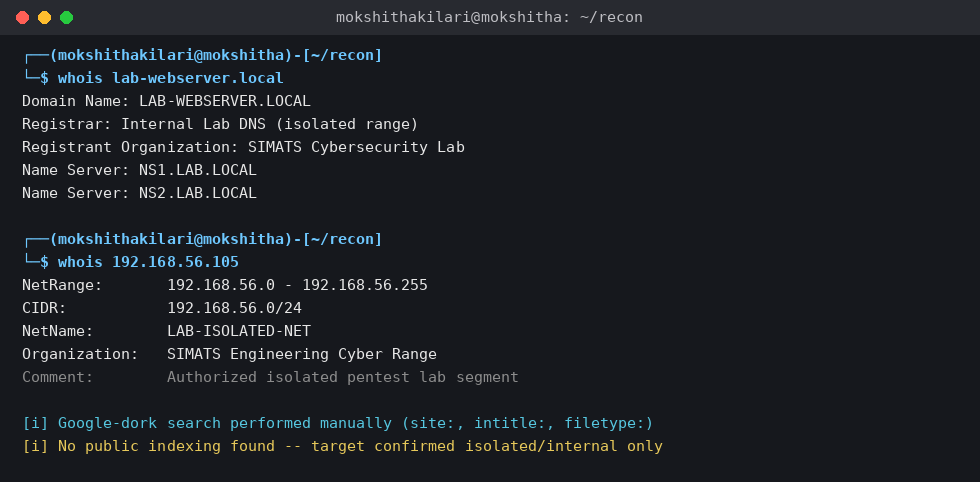 mokshithakilari@mokshitha: ~/recon
┌──(mokshithakilari@mokshitha)-[~/recon]
└─$ whois lab-webserver.local
Domain Name: LAB-WEBSERVER.LOCAL
Registrar: Internal Lab DNS (isolated range)
Registrant Organization: SIMATS Cybersecurity Lab
Name Server: NS1.LAB.LOCAL
Name Server: NS2.LAB.LOCAL
┌──(mokshithakilari@mokshitha)-[~/recon]
└─$ whois 192.168.56.105
NetRange:       192.168.56.0 - 192.168.56.255
CIDR:           192.168.56.0/24
NetName:        LAB-ISOLATED-NET
Organization:   SIMATS Engineering Cyber Range
Comment:        Authorized isolated pentest lab segment
[i] Google-dork search performed manually (site:, intitle:, filetype:)
[i] No public indexing found -- target confirmed isolated/internal only